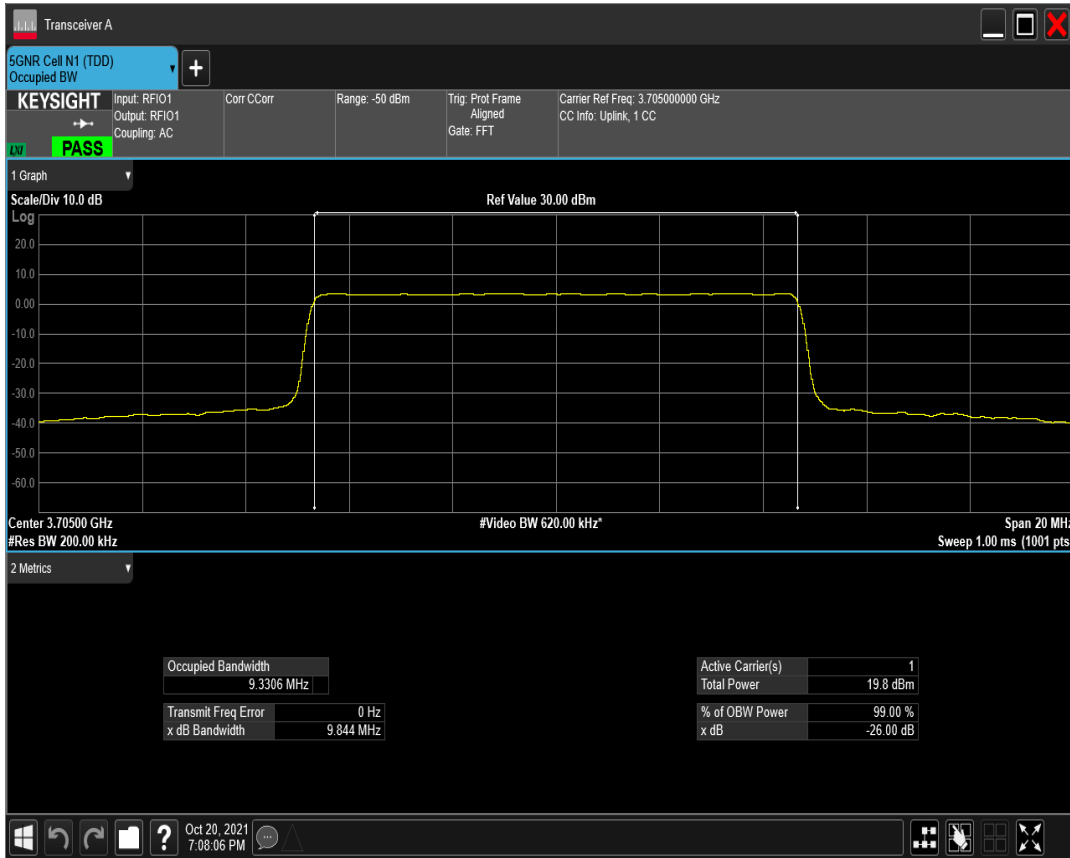 Transceiver A
5GNR Cell N1 (TDD)
Occupied BW
+
KEYSIGHT
Input: RFIO1
Output: RFIO1
Coupling: AC
Corr CCorr
Range: -50 dBm
Trig: Prot Frame
Aligned
Gate: FFT
Carrier Ref Freq: 3.705000000 GHz
CC Info: Uplink, 1 CC
LXI
PASS
1 Graph
Scale/Div 10.0 dB
Ref Value 30.00 dBm
Log
20.0
10.0
0.00
-10.0
-20.0
-30.0
-40.0
-50.0
-60.0
Center 3.70500 GHz
#Video BW 620.00 kHz*
Span 20 MHz
#Res BW 200.00 kHz
Sweep 1.00 ms (1001 pts
2 Metrics
Occupied Bandwidth
9.3306 MHz
Transmit Freq Error 0 Hz
x dB Bandwidth 9.844 MHz
Active Carrier(s) 1
Total Power 19.8 dBm
% of OBW Power 99.00 %
x dB -26.00 dB
?
Oct 20, 2021
7:08:06 PM